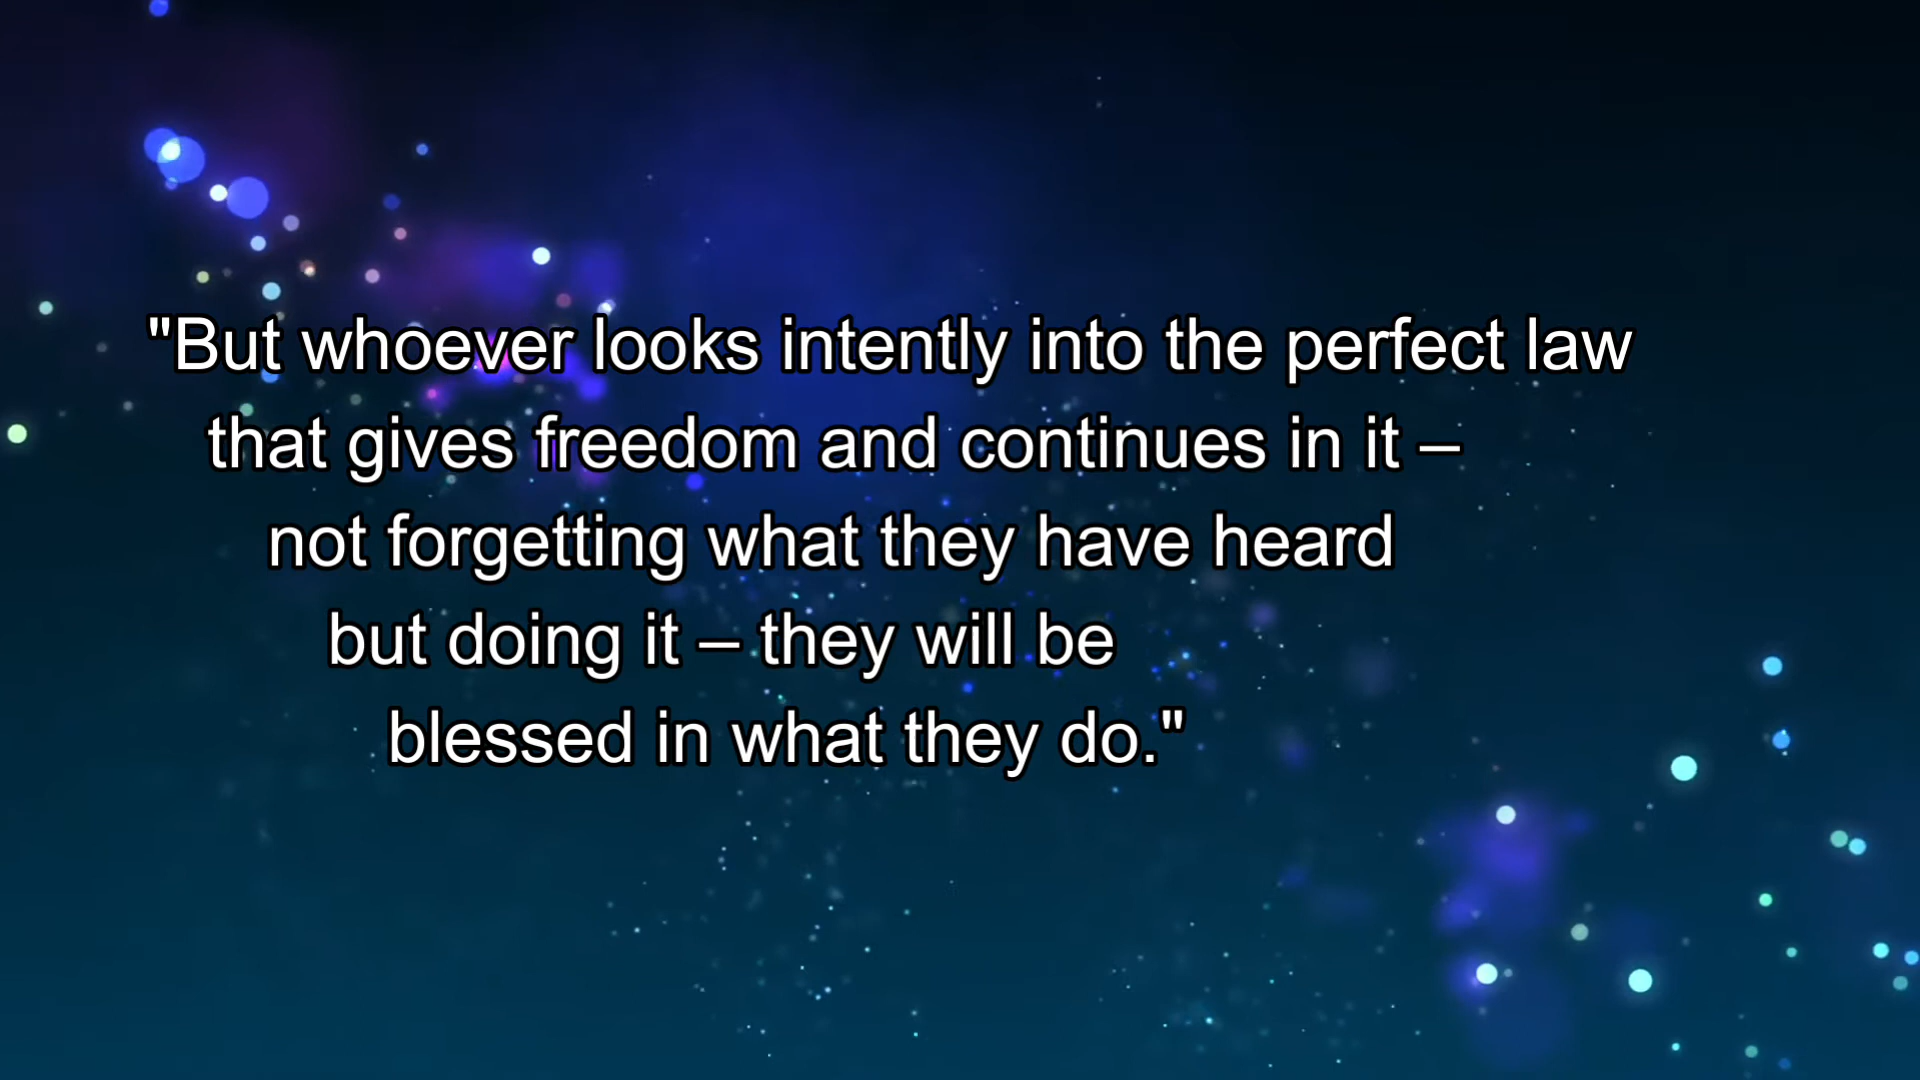 "But whoever looks intently into the perfect law
that gives freedom and continues in it –
not forgetting what they have heard
but doing it – they will be
blessed in what they do."